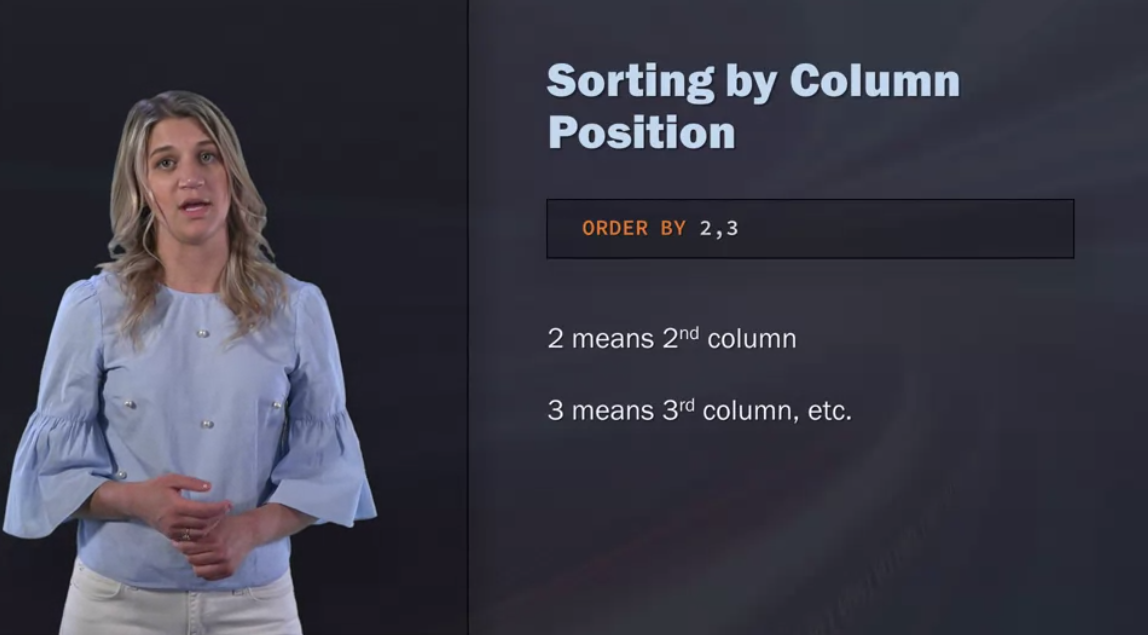 Sorting by Column
Position
ORDER BY 2,3
2 means 2nd column
3 means 3rd column, etc.